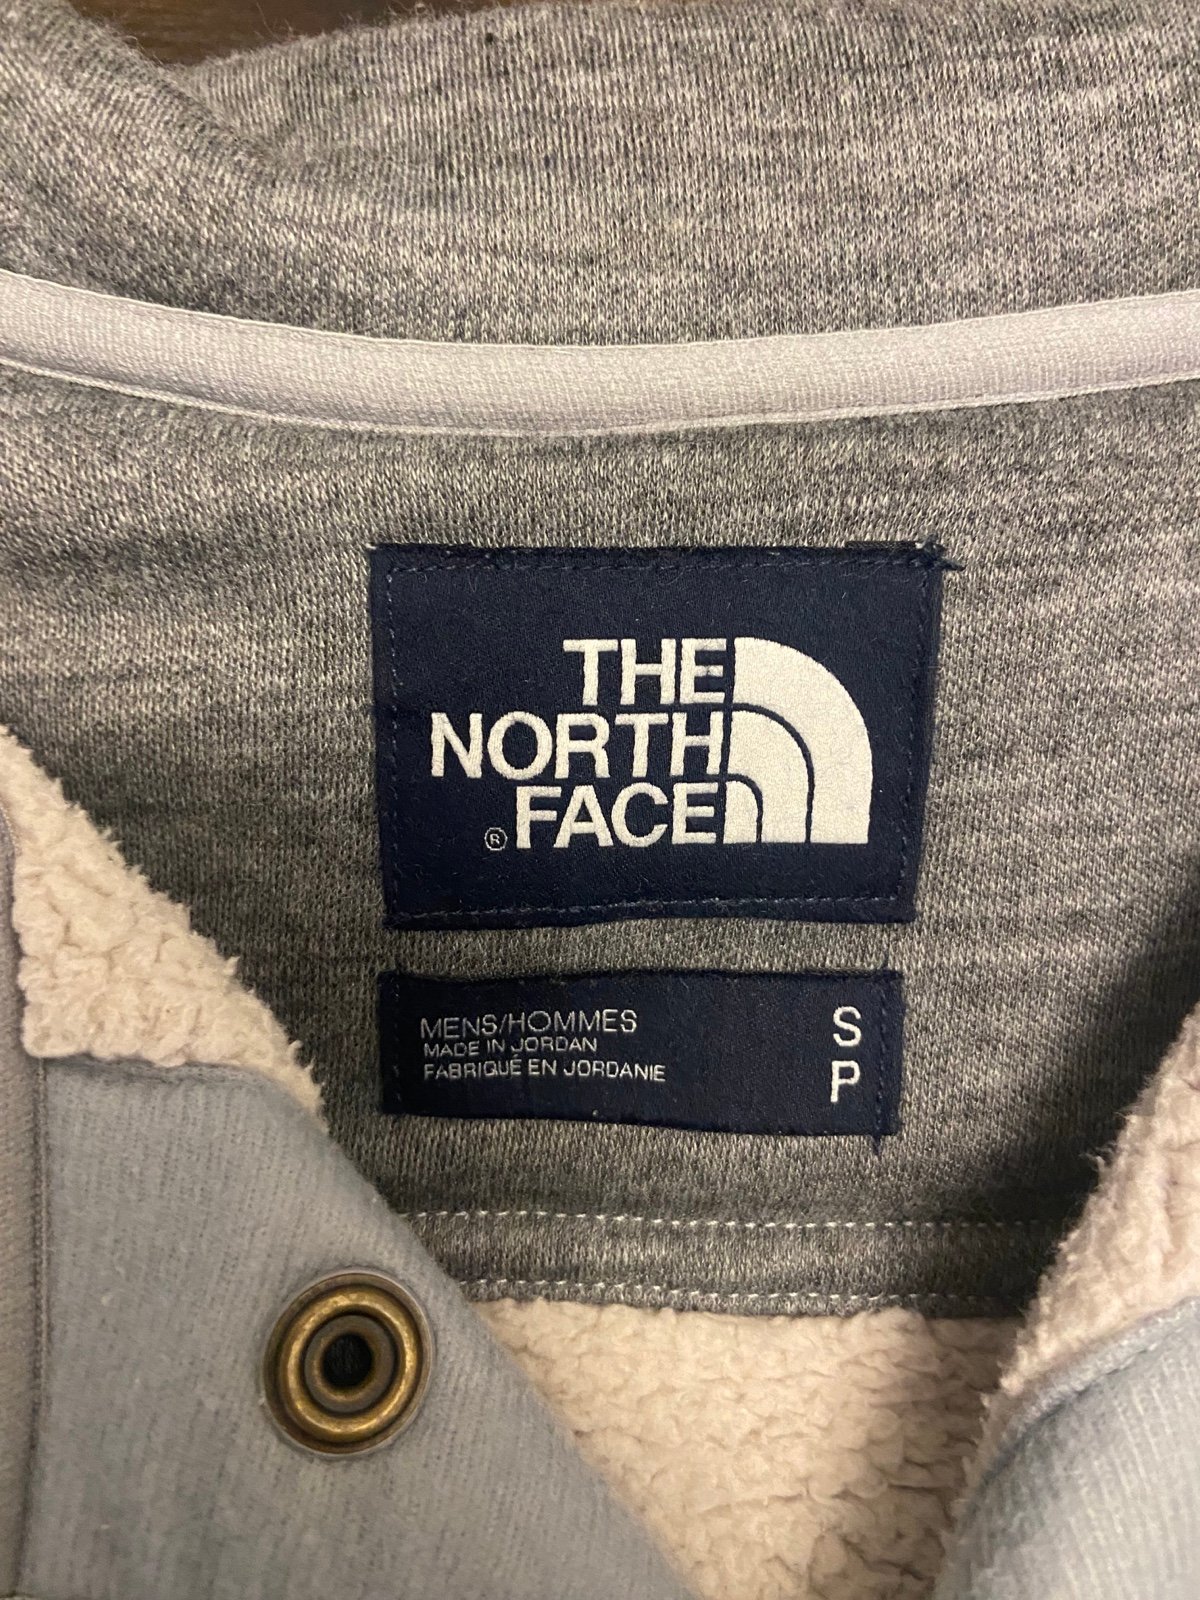 THE
NORTH
® FACE
MENS/HOMMES
MADE IN JORDAN
FABRIQUÉ EN JORDANIE
S
P